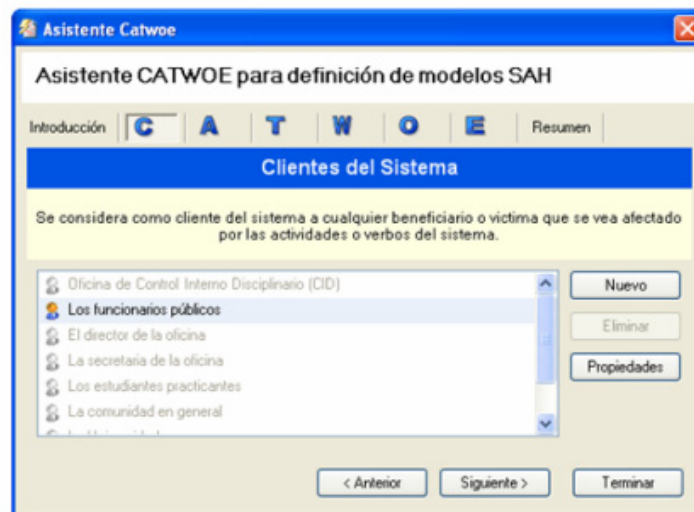 Asistente Catwoe
Asistente CATWOE para definición de modelos SAH
Introducción C A T W O E Resumen
Clientes del Sistema
Se considera como cliente del sistema a cualquier beneficiario o victima que se vea afectado
por las actividades o verbos del sistema.
Oficina de Control Interno Disciplinario (CID)
Los funcionarios públicos
El director de la oficina
La secretaria de la oficina
Los estudiantes practicantes
La comunidad en general
Nuevo
Eliminar
Propiedades
< Anterior
Siguiente >
Terminar